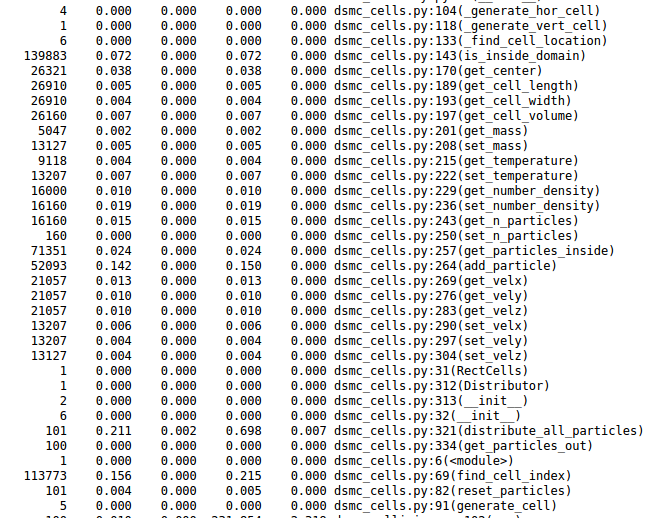 4 0.000 0.000 0.000 0.000 dsmc_cells.py:104(_generate_hor_cell)
1 0.000 0.000 0.000 0.000 dsmc_cells.py:118(_generate_vert_cell)
6 0.000 0.000 0.000 0.000 dsmc_cells.py:133(_find_cell_location)
139883 0.072 0.000 0.072 0.000 dsmc_cells.py:143(is_inside_domain)
26321 0.038 0.000 0.038 0.000 dsmc_cells.py:170(get_center)
26910 0.005 0.000 0.005 0.000 dsmc_cells.py:189(get_cell_length)
26910 0.004 0.000 0.004 0.000 dsmc_cells.py:193(get_cell_width)
26160 0.007 0.000 0.007 0.000 dsmc_cells.py:197(get_cell_volume)
5047 0.002 0.000 0.002 0.000 dsmc_cells.py:201(get_mass)
13127 0.005 0.000 0.005 0.000 dsmc_cells.py:208(set_mass)
9118 0.004 0.000 0.004 0.000 dsmc_cells.py:215(get_temperature)
13207 0.007 0.000 0.007 0.000 dsmc_cells.py:222(set_temperature)
16000 0.010 0.000 0.010 0.000 dsmc_cells.py:229(get_number_density)
16160 0.019 0.000 0.019 0.000 dsmc_cells.py:236(set_number_density)
16160 0.015 0.000 0.015 0.000 dsmc_cells.py:243(get_n_particles)
160 0.000 0.000 0.000 0.000 dsmc_cells.py:250(set_n_particles)
71351 0.024 0.000 0.024 0.000 dsmc_cells.py:257(get_particles_inside)
52093 0.142 0.000 0.150 0.000 dsmc_cells.py:264(add_particle)
21057 0.013 0.000 0.013 0.000 dsmc_cells.py:269(get_velx)
21057 0.010 0.000 0.010 0.000 dsmc_cells.py:276(get_vely)
21057 0.010 0.000 0.010 0.000 dsmc_cells.py:283(get_velz)
13207 0.006 0.000 0.006 0.000 dsmc_cells.py:290(set_velx)
13207 0.004 0.000 0.004 0.000 dsmc_cells.py:297(set_vely)
13127 0.004 0.000 0.004 0.000 dsmc_cells.py:304(set_velz)
1 0.000 0.000 0.000 0.000 dsmc_cells.py:31(RectCells)
1 0.000 0.000 0.000 0.000 dsmc_cells.py:312(Distributor)
2 0.000 0.000 0.000 0.000 dsmc_cells.py:313(__init__)
6 0.000 0.000 0.000 0.000 dsmc_cells.py:32(__init__)
101 0.211 0.002 0.698 0.007 dsmc_cells.py:321(distribute_all_particles)
100 0.000 0.000 0.000 0.000 dsmc_cells.py:334(get_particles_out)
1 0.000 0.000 0.000 0.000 dsmc_cells.py:6(<module>)
113773 0.156 0.000 0.215 0.000 dsmc_cells.py:69(find_cell_index)
101 0.004 0.000 0.005 0.000 dsmc_cells.py:82(reset_particles)
5 0.000 0.000 0.000 0.000 dsmc_cells.py:91(generate_cell)